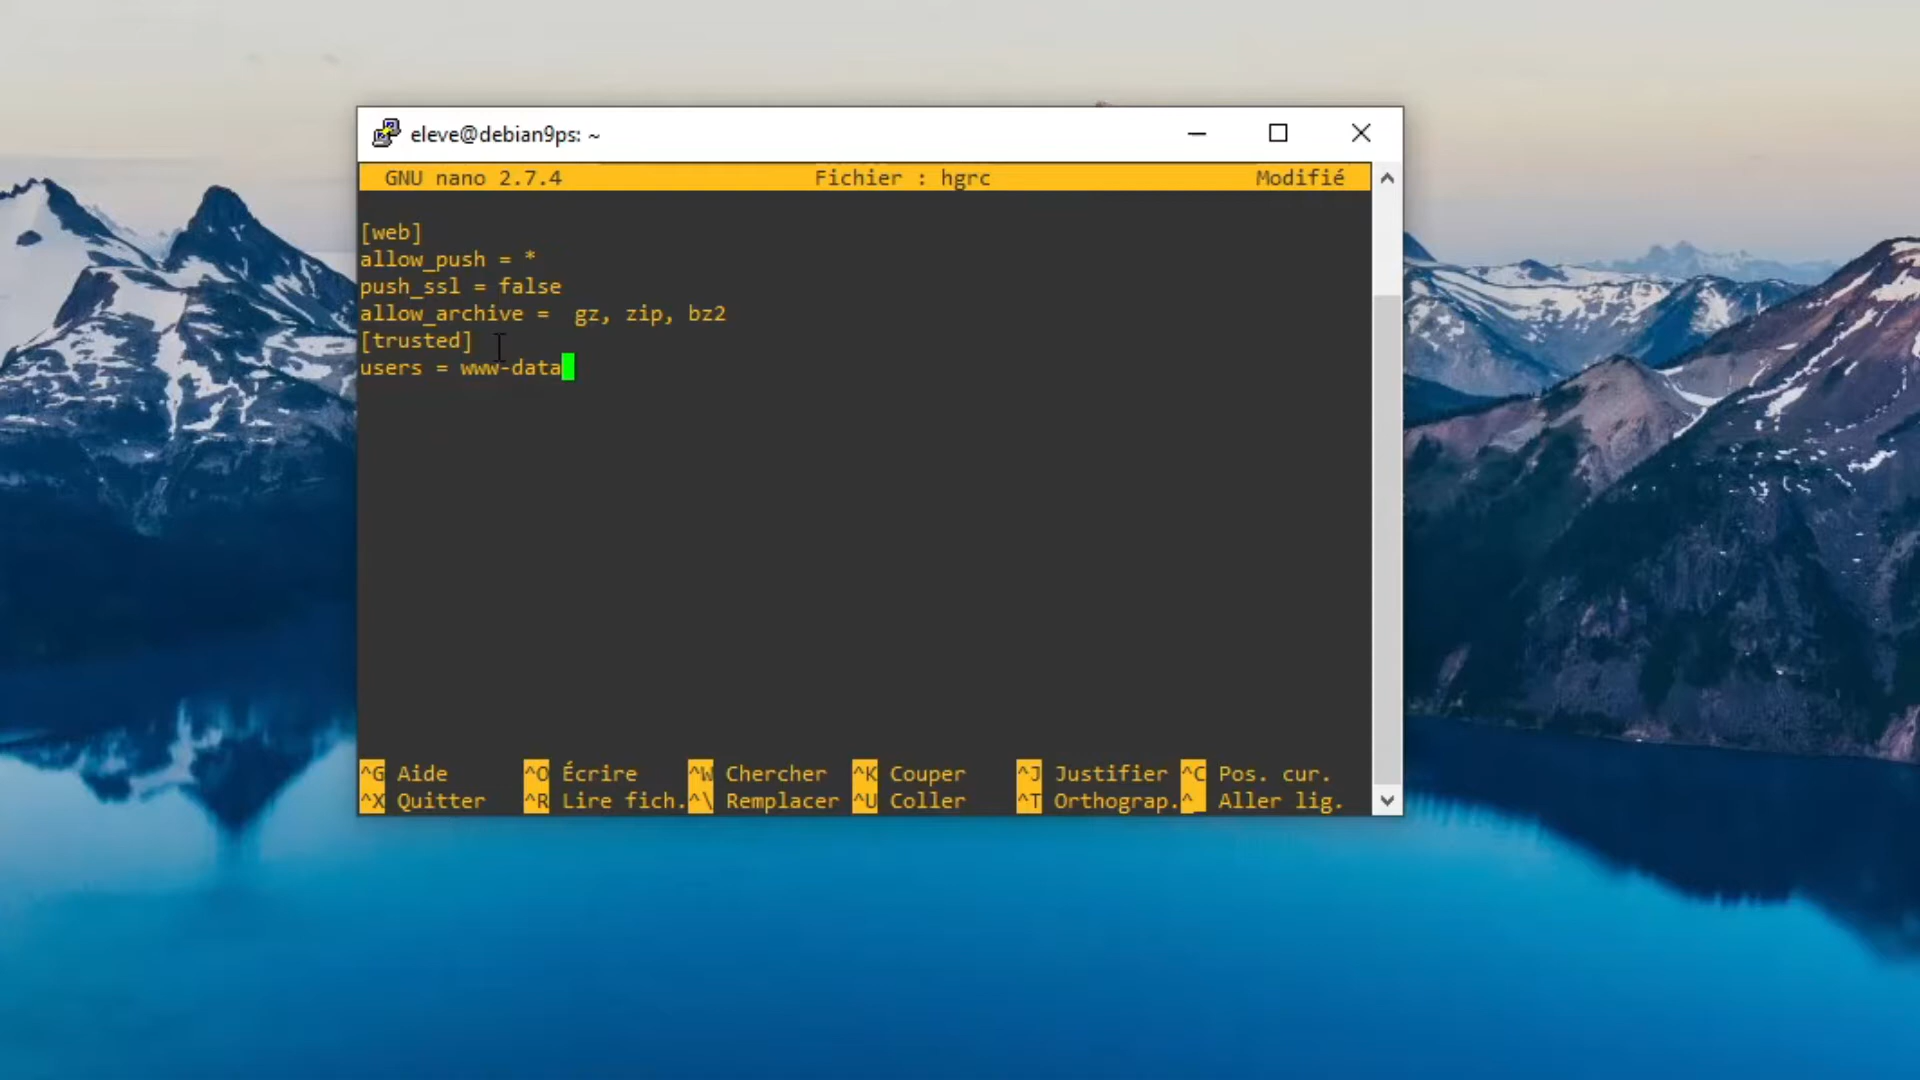 eleve@debian9ps: ~
GNU nano 2.7.4 Fichier : hgrc Modifié
[web]
allow_push = *
push_ssl = false
allow_archive =  gz, zip, bz2
[trusted]
users = www-data
^G Aide ^O Écrire ^W Chercher ^K Couper ^J Justifier ^C Pos. cur.
^X Quitter ^R Lire fich. ^\ Remplacer ^U Coller ^T Orthograp. ^_ Aller lig.